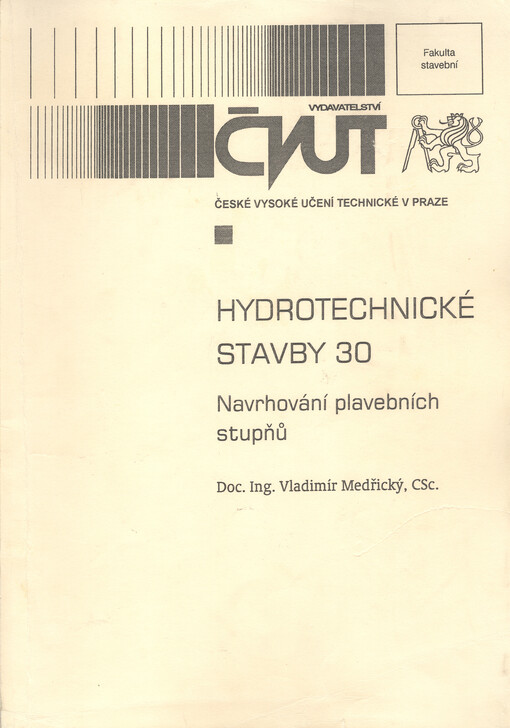 Fakulta
stavební
VYDAVATELSTVÍ
ČVUT
ČESKÉ VYSOKÉ UČENÍ TECHNICKÉ V PRAZE
HYDROTECHNICKÉ
STAVBY 30
Navrhování plavebních
stupňů
Doc. Ing. Vladimír Medřický, CSc.